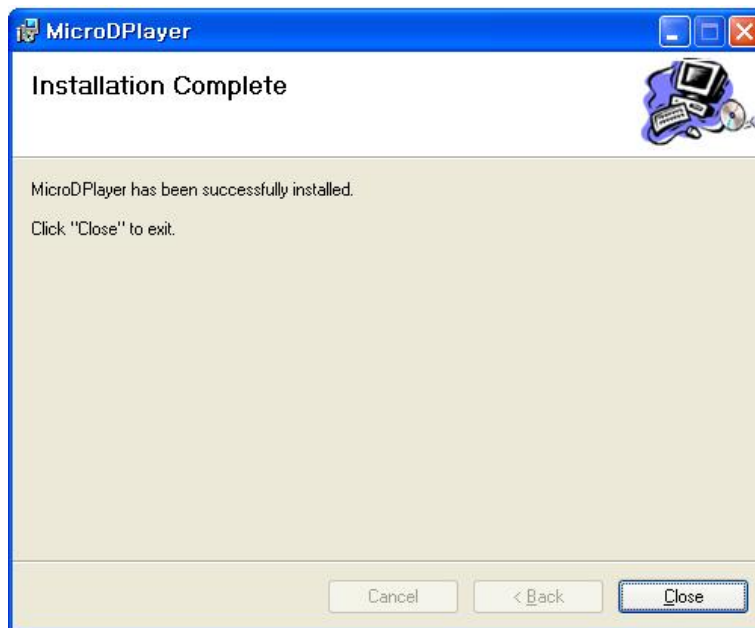 MicroDPlayer
Installation Complete
MicroDPlayer has been successfully installed.
Click "Close" to exit.
Cancel
< Back
Close